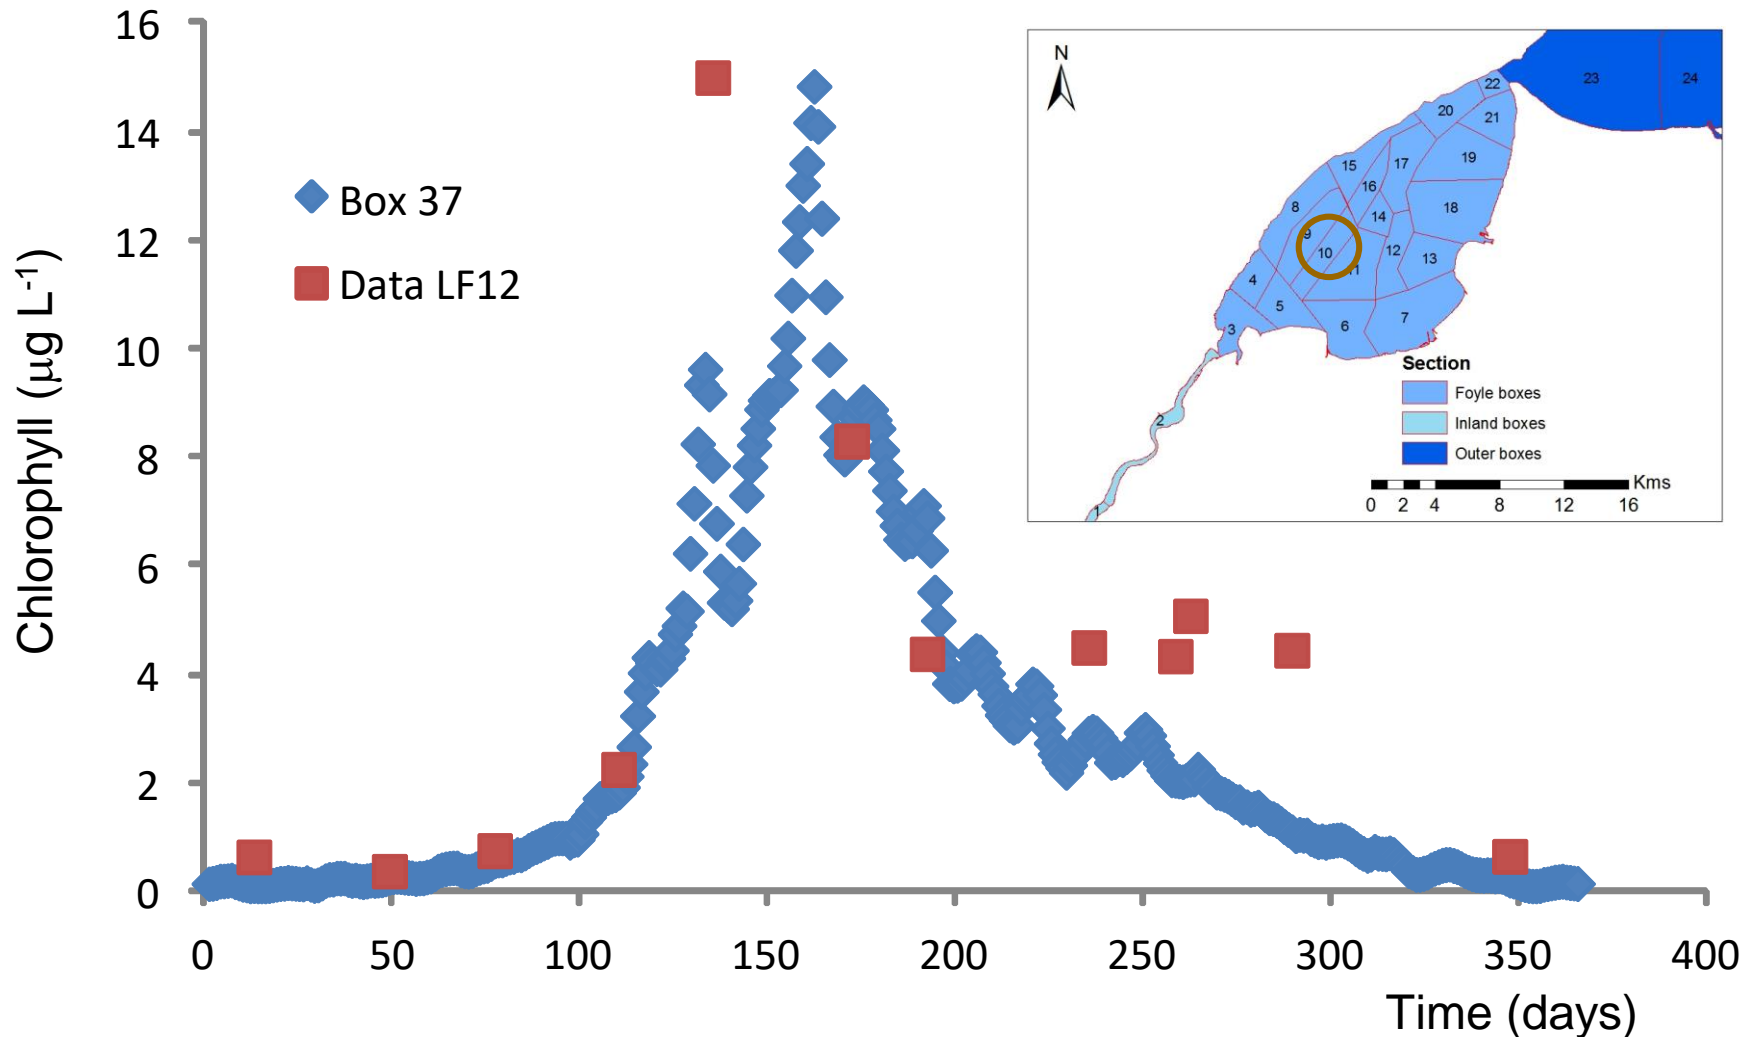 16
14
12
10
8
6
4
2
0
Chlorophyll (µg L-1)
Box 37
Data LF12
0 50 100 150 200 250 300 350 400
Time (days)
N
22 23 24
20 21
15 17 19
16
8 14 18
9 10 12 13
11
4 5
3 6 7
2
1
Section
Foyle boxes
Inland boxes
Outer boxes
Kms
0 2 4 8 12 16